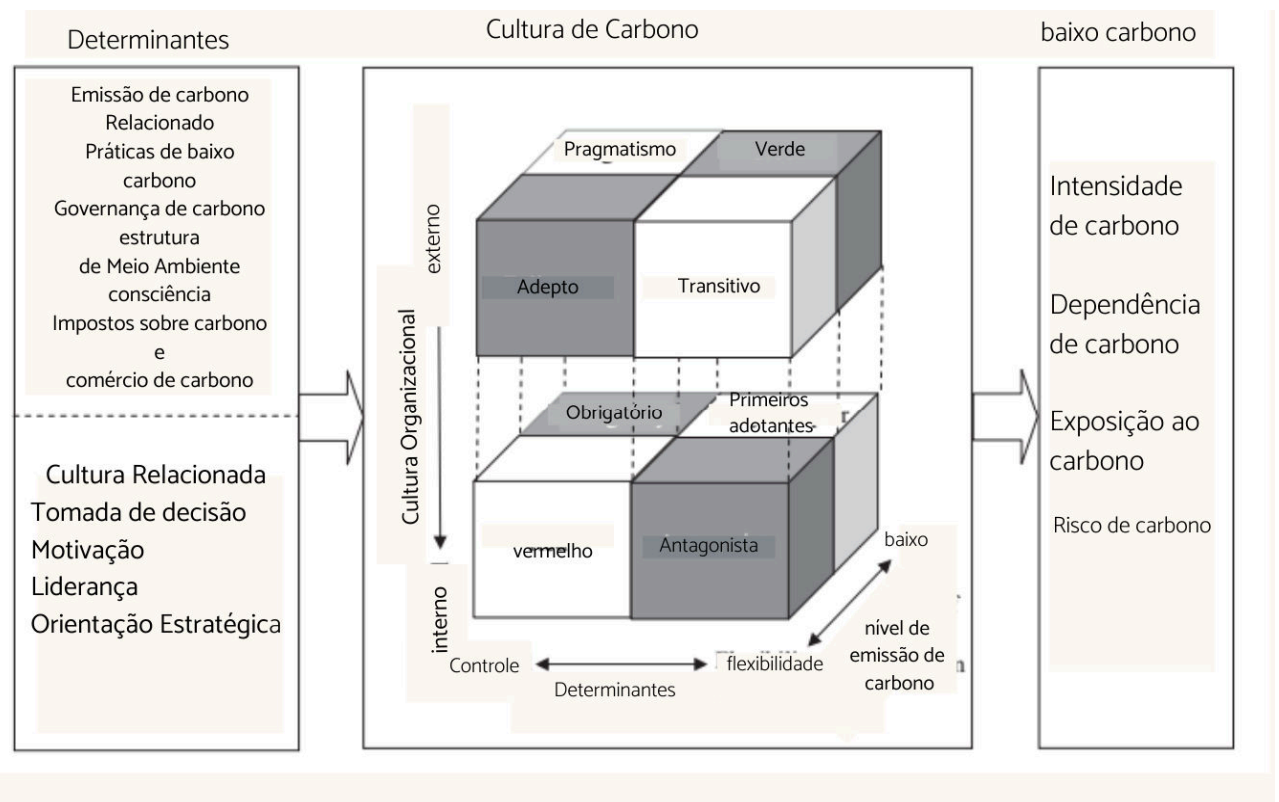 Determinantes
Cultura de Carbono
baixo carbono
Emissão de carbono
Relacionado
Práticas de baixo
carbono
Governança de carbono
estrutura
de Meio Ambiente
consciência
Impostos sobre carbono
e
comércio de carbono
Cultura Relacionada
Tomada de decisão
Motivação
Liderança
Orientação Estratégica
externo
Cultura Organizacional
interno
Pragmatismo
Verde
Adepto
Transitivo
Obrigatório
Primeiros
adotantes
vermelho
Antagonista
baixo
nível de
emissão de
carbono
Controle
flexibilidade
Determinantes
Intensidade
de carbono
Dependência
de carbono
Exposição ao
carbono
Risco de carbono